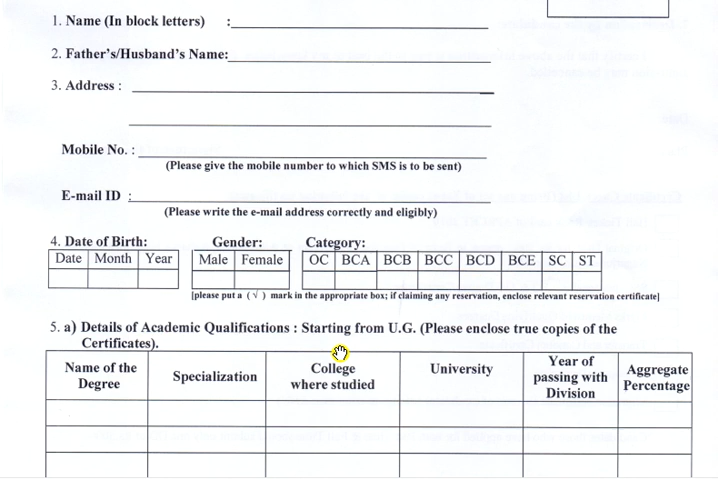 1. Name (In block letters) :
2. Father's/Husband's Name:
3. Address :
Mobile No. :
(Please give the mobile number to which SMS is to be sent)
E-mail ID :
(Please write the e-mail address correctly and eligibly)
4. Date of Birth: Gender: Category:
Date Month Year Male Female OC BCA BCB BCC BCD BCE SC ST
[please put a ( √ ) mark in the appropriate box; if claiming any reservation, enclose relevant reservation certificate]
5. a) Details of Academic Qualifications : Starting from U.G. (Please enclose true copies of the
Certificates).
Name of the Degree
Specialization
College where studied
University
Year of passing with Division
Aggregate Percentage